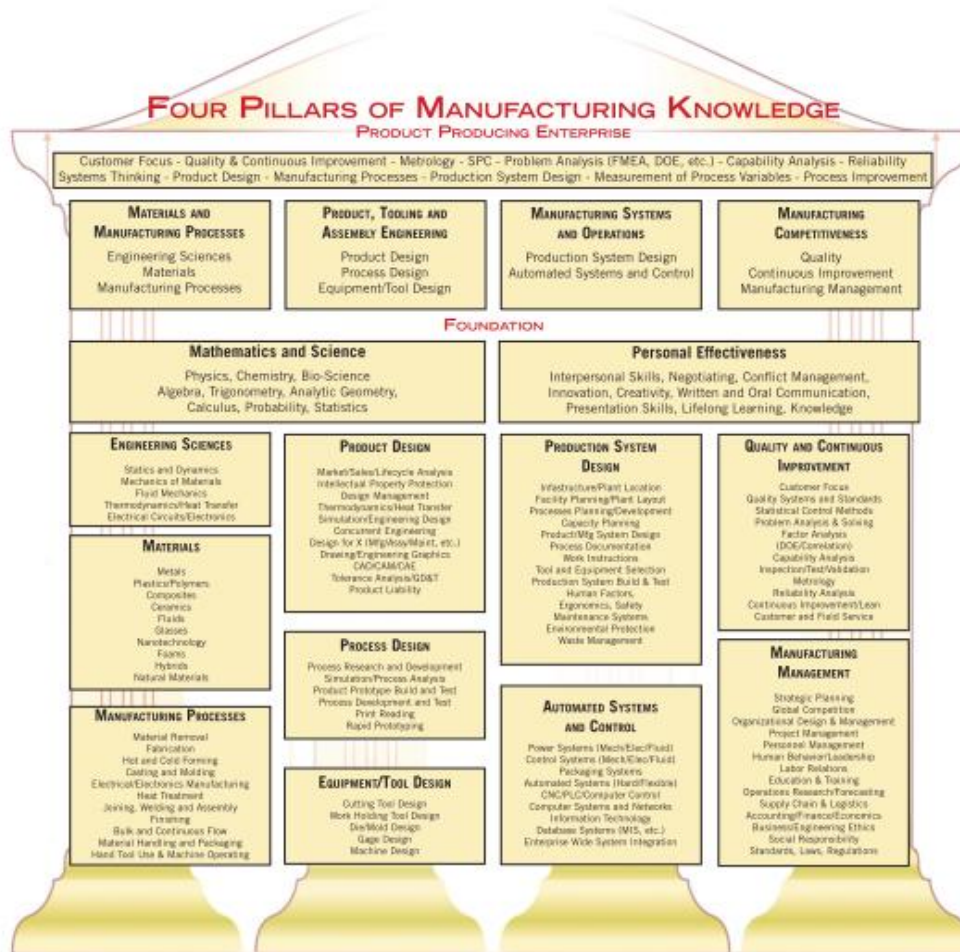 FOUR PILLARS OF MANUFACTURING KNOWLEDGE
PRODUCT PRODUCING ENTERPRISE
Customer Focus - Quality & Continuous Improvement - Metrology - SPC - Problem Analysis (FMEA, DOE, etc.) - Capability Analysis - Reliability
Systems Thinking - Product Design - Manufacturing Processes - Production System Design - Measurement of Process Variables - Process Improvement
MATERIALS AND
MANUFACTURING PROCESSES
Engineering Sciences
Materials
Manufacturing Processes
PRODUCT, TOOLING AND
ASSEMBLY ENGINEERING
Product Design
Process Design
Equipment/Tool Design
MANUFACTURING SYSTEMS
AND OPERATIONS
Production System Design
Automated Systems and Control
MANUFACTURING
COMPETITIVENESS
Quality
Continuous Improvement
Manufacturing Management
FOUNDATION
Mathematics and Science
Physics, Chemistry, Bio-Science
Algebra, Trigonometry, Analytic Geometry,
Calculus, Probability, Statistics
Personal Effectiveness
Interpersonal Skills, Negotiating, Conflict Management,
Innovation, Creativity, Written and Oral Communication,
Presentation Skills, Lifelong Learning, Knowledge
ENGINEERING SCIENCES
Statics and Dynamics
Mechanics of Materials
Fluid Mechanics
Thermodynamics/Heat Transfer
Electrical Circuits/Electronics
MATERIALS
Metals
Plastics/Polymers
Composites
Ceramics
Fluids
Glasses
Nanotechnology
Foams
Hybrids
Natural Materials
MANUFACTURING PROCESSES
Material Removal
Fabrication
Hot and Cold Forming
Casting and Molding
Electrical/Electronics Manufacturing
Heat Treatment
Joining, Welding and Assembly
Finishing
Bulk and Continuous Flow
Material Handling and Packaging
Hand Tool Use & Machine Operating
PRODUCT DESIGN
Market/Sales/Lifecycle Analysis
Intellectual Property Protection
Design Management
Thermodynamics/Heat Transfer
Simulation/Engineering Design
Concurrent Engineering
Design for X (Mfg/Assy/Maint, etc.)
Drawing/Engineering Graphics
CAD/CAM/CAE
Tolerance Analysis/GD&T
Product Liability
PROCESS DESIGN
Process Research and Development
Simulation/Process Analysis
Product Prototype Build and Test
Process Development and Test
Print Reading
Rapid Prototyping
EQUIPMENT/TOOL DESIGN
Cutting Tool Design
Work Holding Tool Design
Die/Mold Design
Gage Design
Machine Design
PRODUCTION SYSTEM
DESIGN
Infastructure/Plant Location
Facility Planning/Plant Layout
Processes Planning/Development
Capacity Planning
Product/Mfg System Design
Process Documentation
Work Instructions
Tool and Equipment Selection
Production System Build & Test
Human Factors,
Ergonomics, Safety
Maintenance Systems
Environmental Protection
Waste Management
AUTOMATED SYSTEMS
AND CONTROL
Power Systems (Mech/Elec/Fluid)
Control Systems (Mech/Elec/Fluid)
Packaging Systems
Automated Systems (Hard/Flexible)
CNC/PLC/Computer Control
Computer Systems and Networks
Information Technology
Database Systems (MIS, etc.)
Enterprise Wide System Integration
QUALITY AND CONTINUOUS
IMPROVEMENT
Customer Focus
Quality Systems and Standards
Statistical Control Methods
Problem Analysis & Solving
Factor Analysis
(DOE/Correlation)
Capability Analysis
Inspection/Test/Validation
Metrology
Reliability Analysis
Continuous Improvement/Lean
Customer and Field Service
MANUFACTURING
MANAGEMENT
Strategic Planning
Global Competition
Organizational Design & Management
Project Management
Personnel Management
Human Behavior/Leadership
Labor Relations
Education & Training
Operations Research/Forecasting
Supply Chain & Logistics
Accounting/Finance/Economics
Business/Engineering Ethics
Social Responsibility
Standards, Laws, Regulations